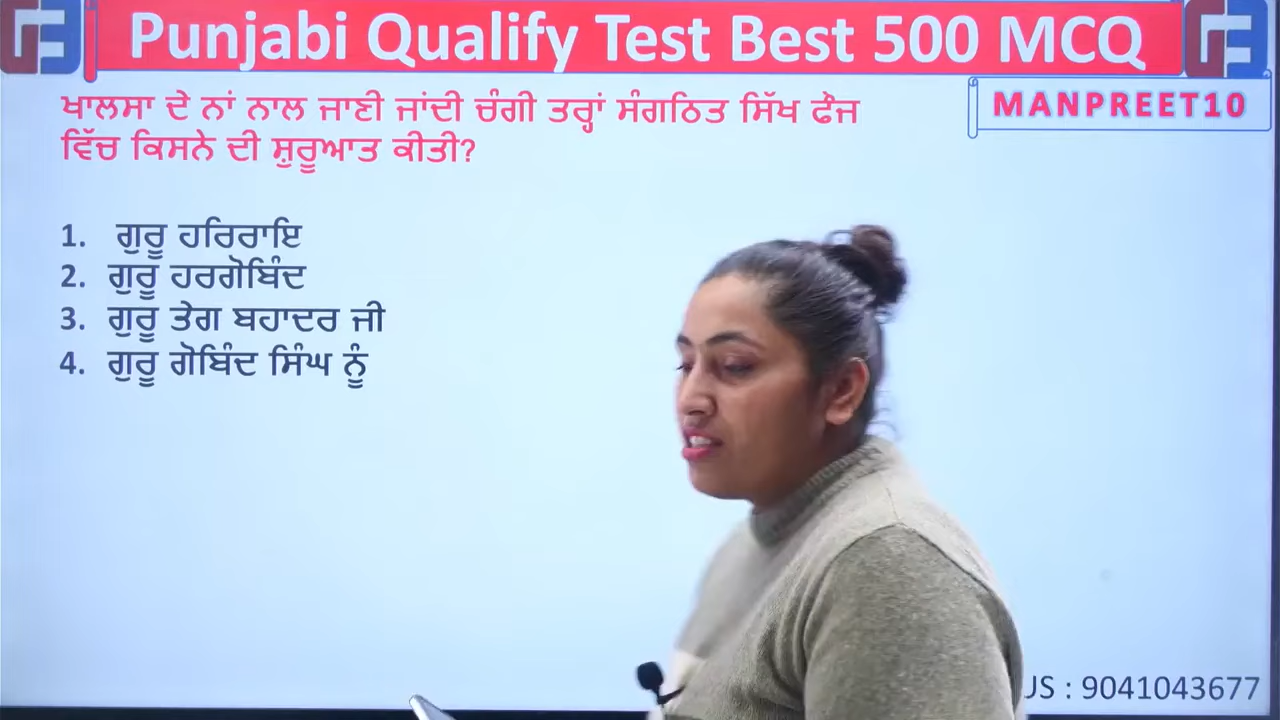 Punjabi Qualify Test Best 500 MCQ
MANPREET10
ਖਾਲਸਾ ਦੇ ਨਾਂ ਨਾਲ ਜਾਣੀ ਜਾਂਦੀ ਚੰਗੀ ਤਰ੍ਹਾਂ ਸੰਗਠਿਤ ਸਿੱਖ ਫੌਜ
ਵਿੱਚ ਕਿਸਨੇ ਦੀ ਸ਼ੁਰੂਆਤ ਕੀਤੀ?
1. ਗੁਰੂ ਹਰਿਰਾਇ
2. ਗੁਰੂ ਹਰਗੋਬਿੰਦ
3. ਗੁਰੂ ਤੇਗ ਬਹਾਦਰ ਜੀ
4. ਗੁਰੂ ਗੋਬਿੰਦ ਸਿੰਘ ਨੂੰ
: 9041043677